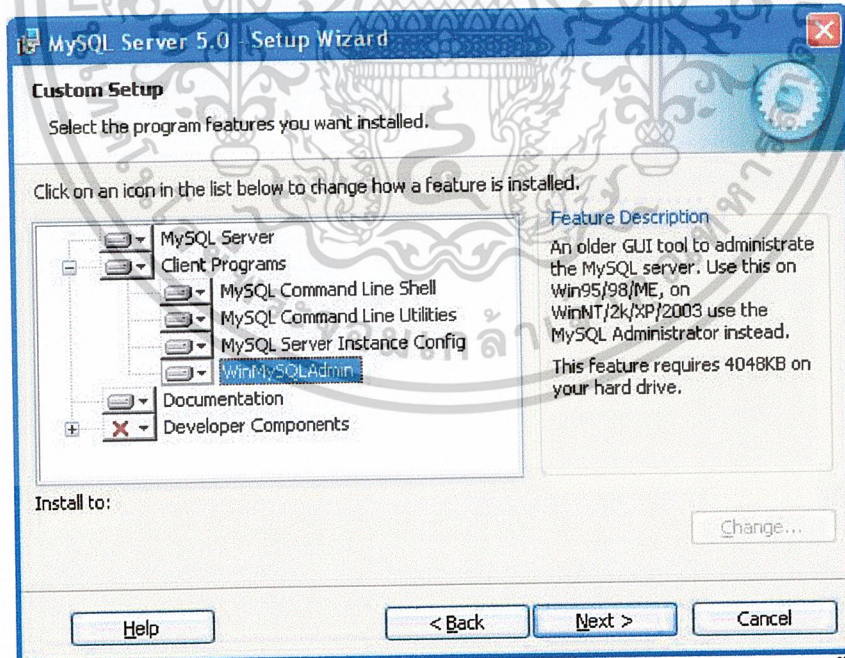 MySQL Server 5.0 - Setup Wizard
Custom Setup
Select the program features you want installed.
Click on an icon in the list below to change how a feature is installed.
MySQL Server
Client Programs
MySQL Command Line Shell
MySQL Command Line Utilities
MySQL Server Instance Config
WinMySQLAdmin
Documentation
Developer Components
Feature Description
An older GUI tool to administrate
the MySQL server. Use this on
Win95/98/ME, on
WinNT/2k/XP/2003 use the
MySQL Administrator instead.
This feature requires 4048KB on
your hard drive.
Install to:
Change...
Help
< Back
Next >
Cancel